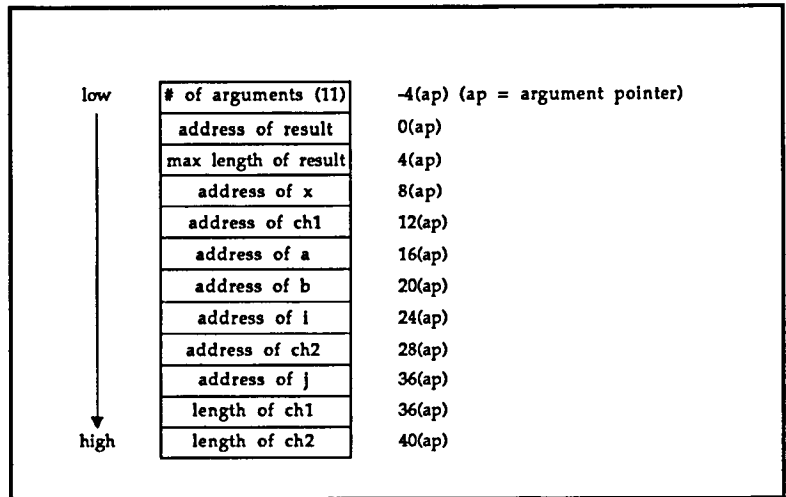 low # of arguments (11) -4(ap) (ap = argument pointer)
address of result 0(ap)
max length of result 4(ap)
address of x 8(ap)
address of ch1 12(ap)
address of a 16(ap)
address of b 20(ap)
address of i 24(ap)
address of ch2 28(ap)
address of j 36(ap)
length of ch1 36(ap)
high length of ch2 40(ap)